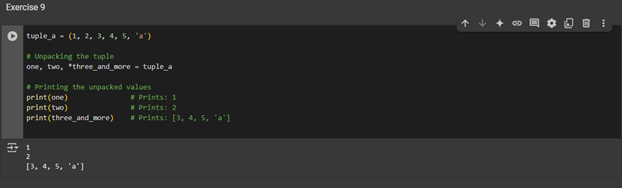 Exercise 9
tuple_a = (1, 2, 3, 4, 5, 'a')
# Unpacking the tuple
one, two, *three_and_more = tuple_a
# Printing the unpacked values
print(one)               # Prints: 1
print(two)               # Prints: 2
print(three_and_more)    # Prints: [3, 4, 5, 'a']
1
2
[3, 4, 5, 'a']